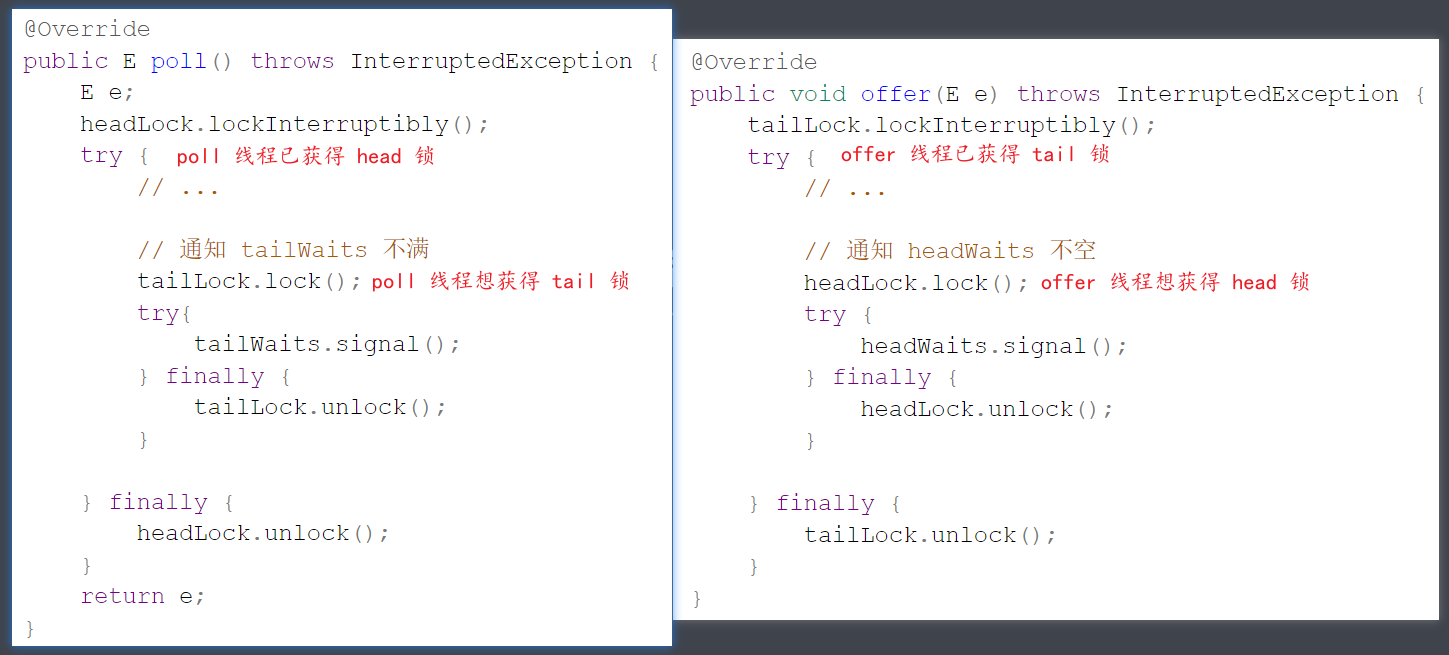 @Override
public E poll() throws InterruptedException {
E e;
headLock.lockInterruptibly();
try { poll 线程已获得 head 锁
// ...
// 通知 tailWaits 不满
tailLock.lock(); poll 线程想获得 tail 锁
try{
tailWaits.signal();
} finally {
tailLock.unlock();
}
} finally {
headLock.unlock();
}
return e;
}
@Override
public void offer(E e) throws InterruptedException {
tailLock.lockInterruptibly();
try { offer 线程已获得 tail 锁
// ...
// 通知 headWaits 不空
headLock.lock(); offer 线程想获得 head 锁
try {
headWaits.signal();
} finally {
headLock.unlock();
}
} finally {
tailLock.unlock();
}
}